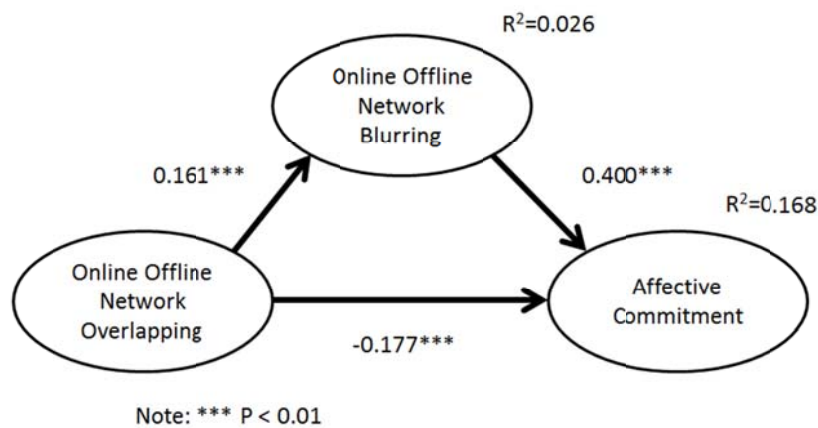 R²=0.026
Online Offline
Network
Blurring
0.161***
0.400***
R²=0.168
Online Offline
Network
Overlapping
Affective
Commitment
-0.177***
Note: *** P < 0.01